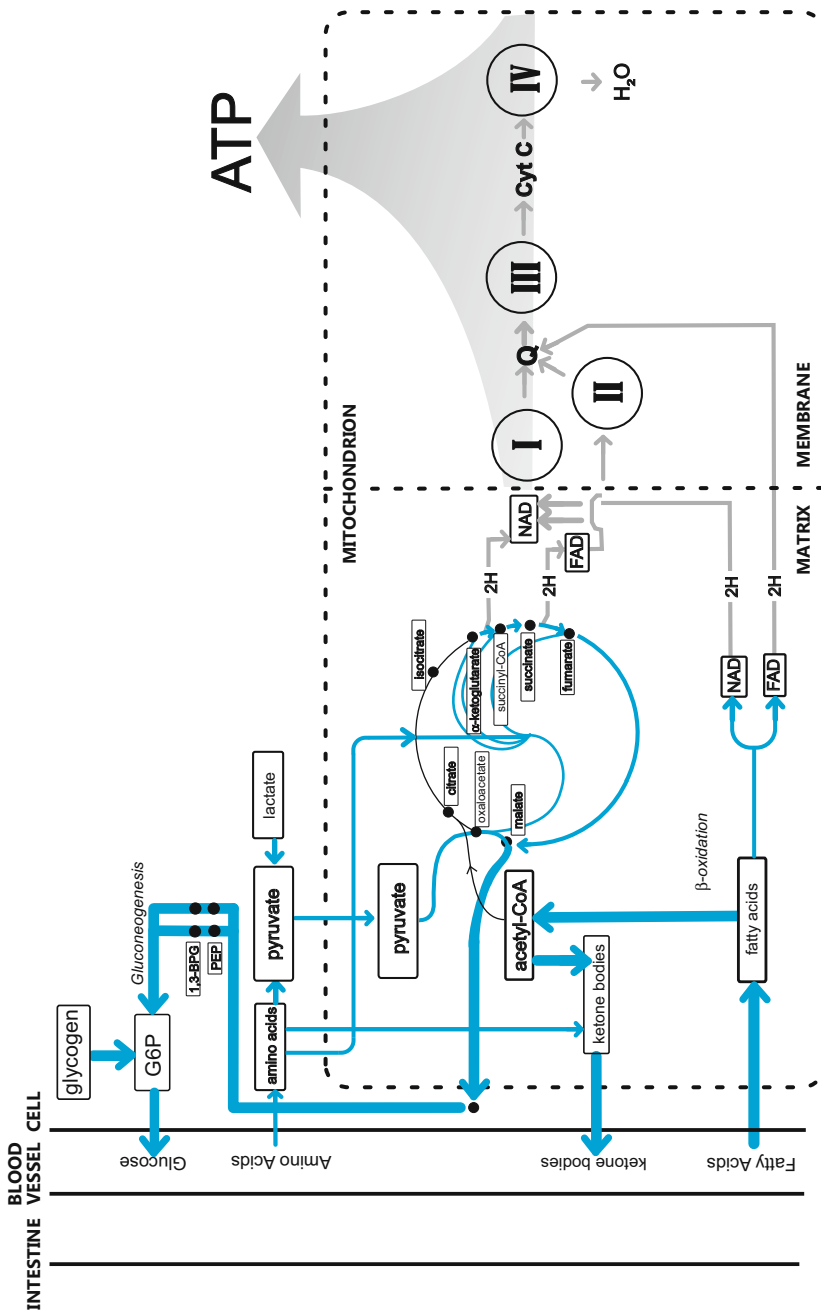 INTESTINE
BLOOD
VESSEL
CELL
Glucose
Amino Acids
ketone bodies
Fatty Acids
glycogen
G6P
Gluconeogenesis
1,3-BPG
PEP
amino acids
pyruvate
lactate
MITOCHONDRION
pyruvate
acetyl-CoA
ketone bodies
fatty acids
β-oxidation
citrate
oxaloacetate
malate
isocitrate
α-ketoglutarate
succinyl-CoA
succinate
fumarate
2H
2H
NAD
FAD
NAD
FAD
2H
2H
MATRIX
MEMBRANE
I
II
Q
III
Cyt C
IV
H₂O
ATP